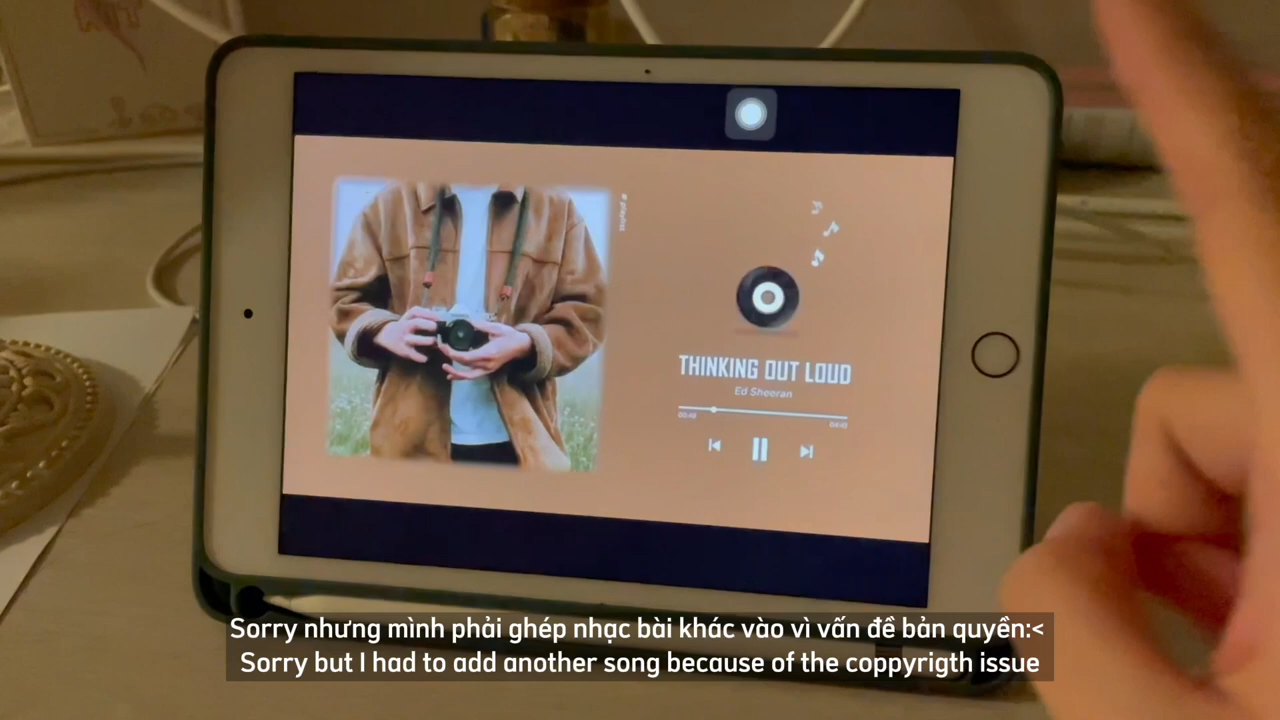 # playlist
THINKING OUT LOUD
Ed Sheeran
Sorry nhưng mình phải ghép nhạc bài khác vào vì vấn đề bản quyền:<
Sorry but I had to add another song because of the coppyrigth issue